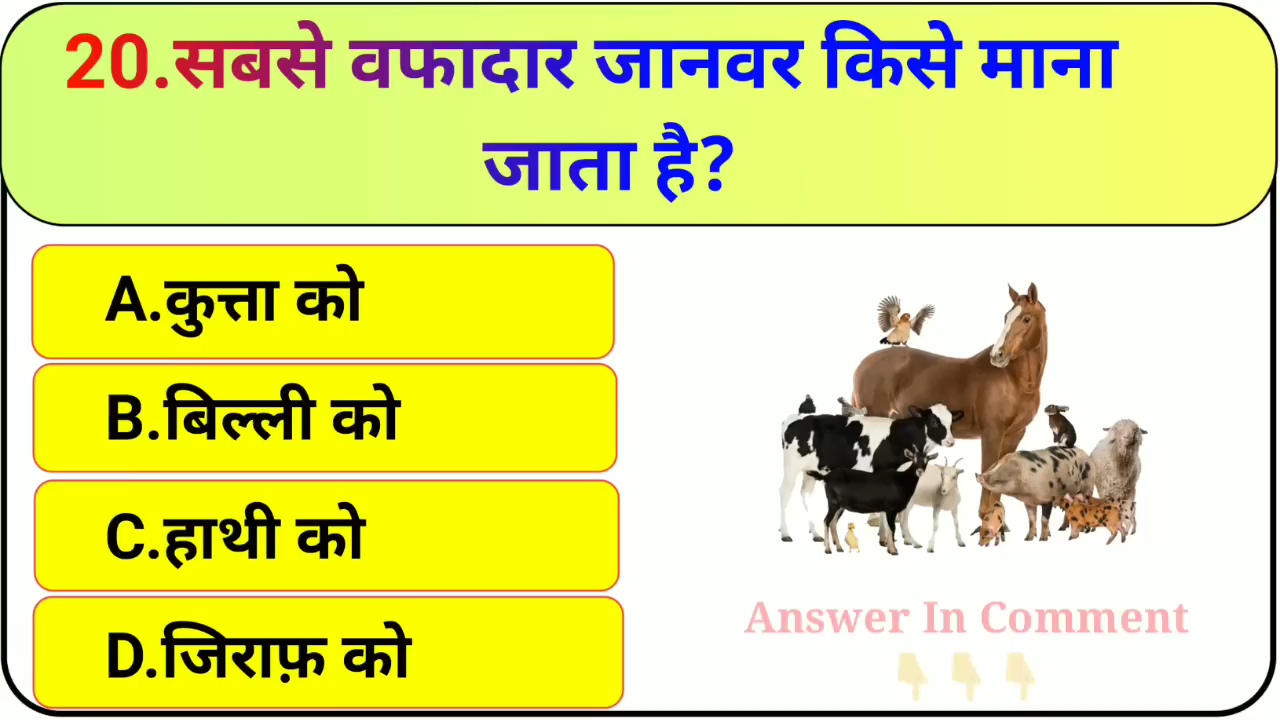 20.सबसे वफादार जानवर किसे माना
जाता है?
A.कुत्ता को
B.बिल्ली को
C.हाथी को
D.जिराफ़ को
Answer In Comment
👇👇👇